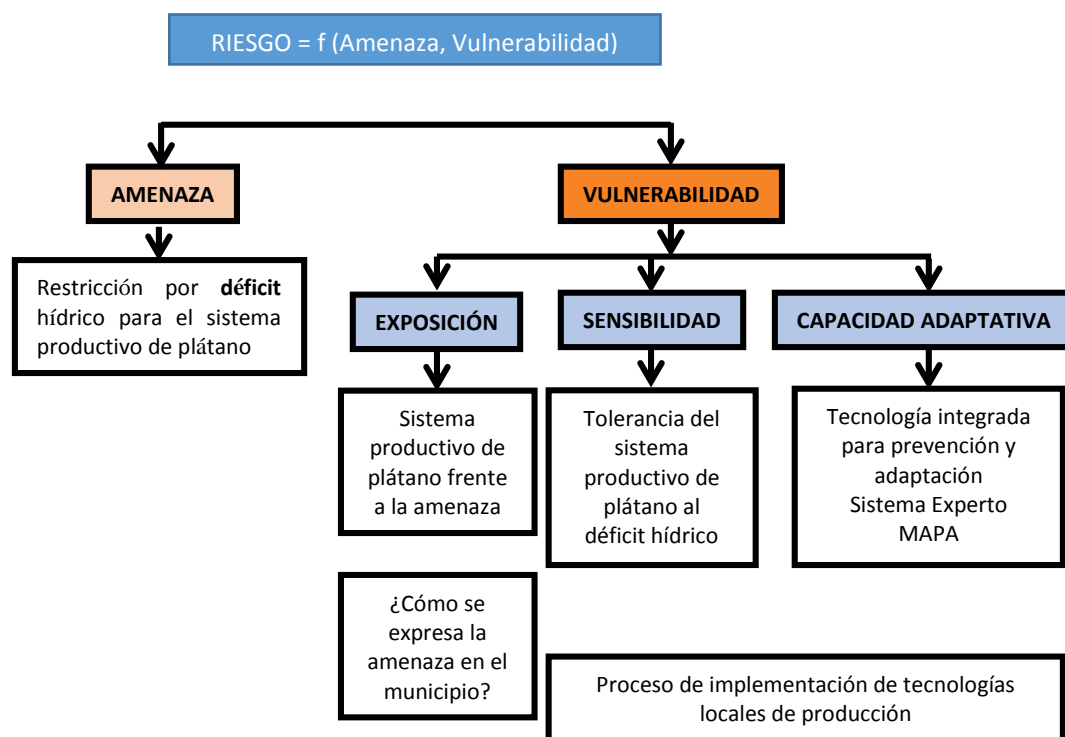 RIESGO = f (Amenaza, Vulnerabilidad)
AMENAZA
VULNERABILIDAD
Restricción por déficit
hídrico para el sistema
productivo de plátano
EXPOSICIÓN
SENSIBILIDAD
CAPACIDAD ADAPTATIVA
Sistema
productivo de
plátano frente
a la amenaza
Tolerancia del
sistema
productivo de
plátano al
déficit hídrico
Tecnología integrada
para prevención y
adaptación
Sistema Experto
MAPA
¿Cómo se
expresa la
amenaza en el
municipio?
Proceso de implementación de tecnologías
locales de producción